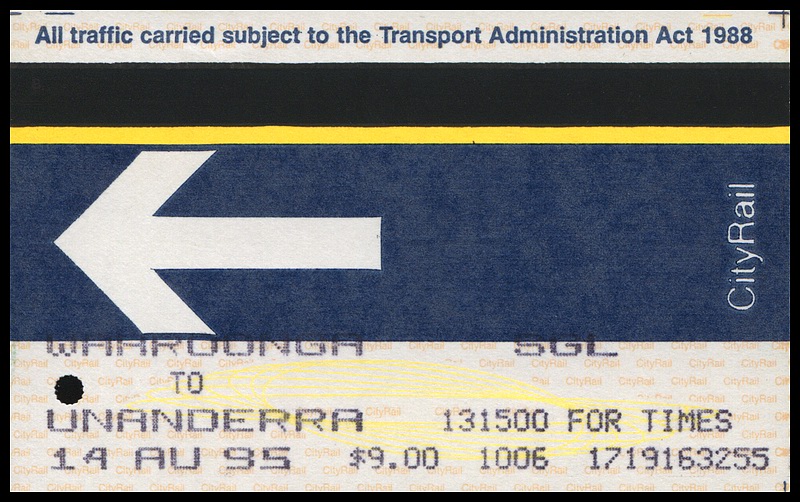 All traffic carried subject to the Transport Administration Act 1988
CityRail
WAHROONGA SGL
TO
UNANDERRA 131500 FOR TIMES
14 AU 95 $9.00 1006 1719163255